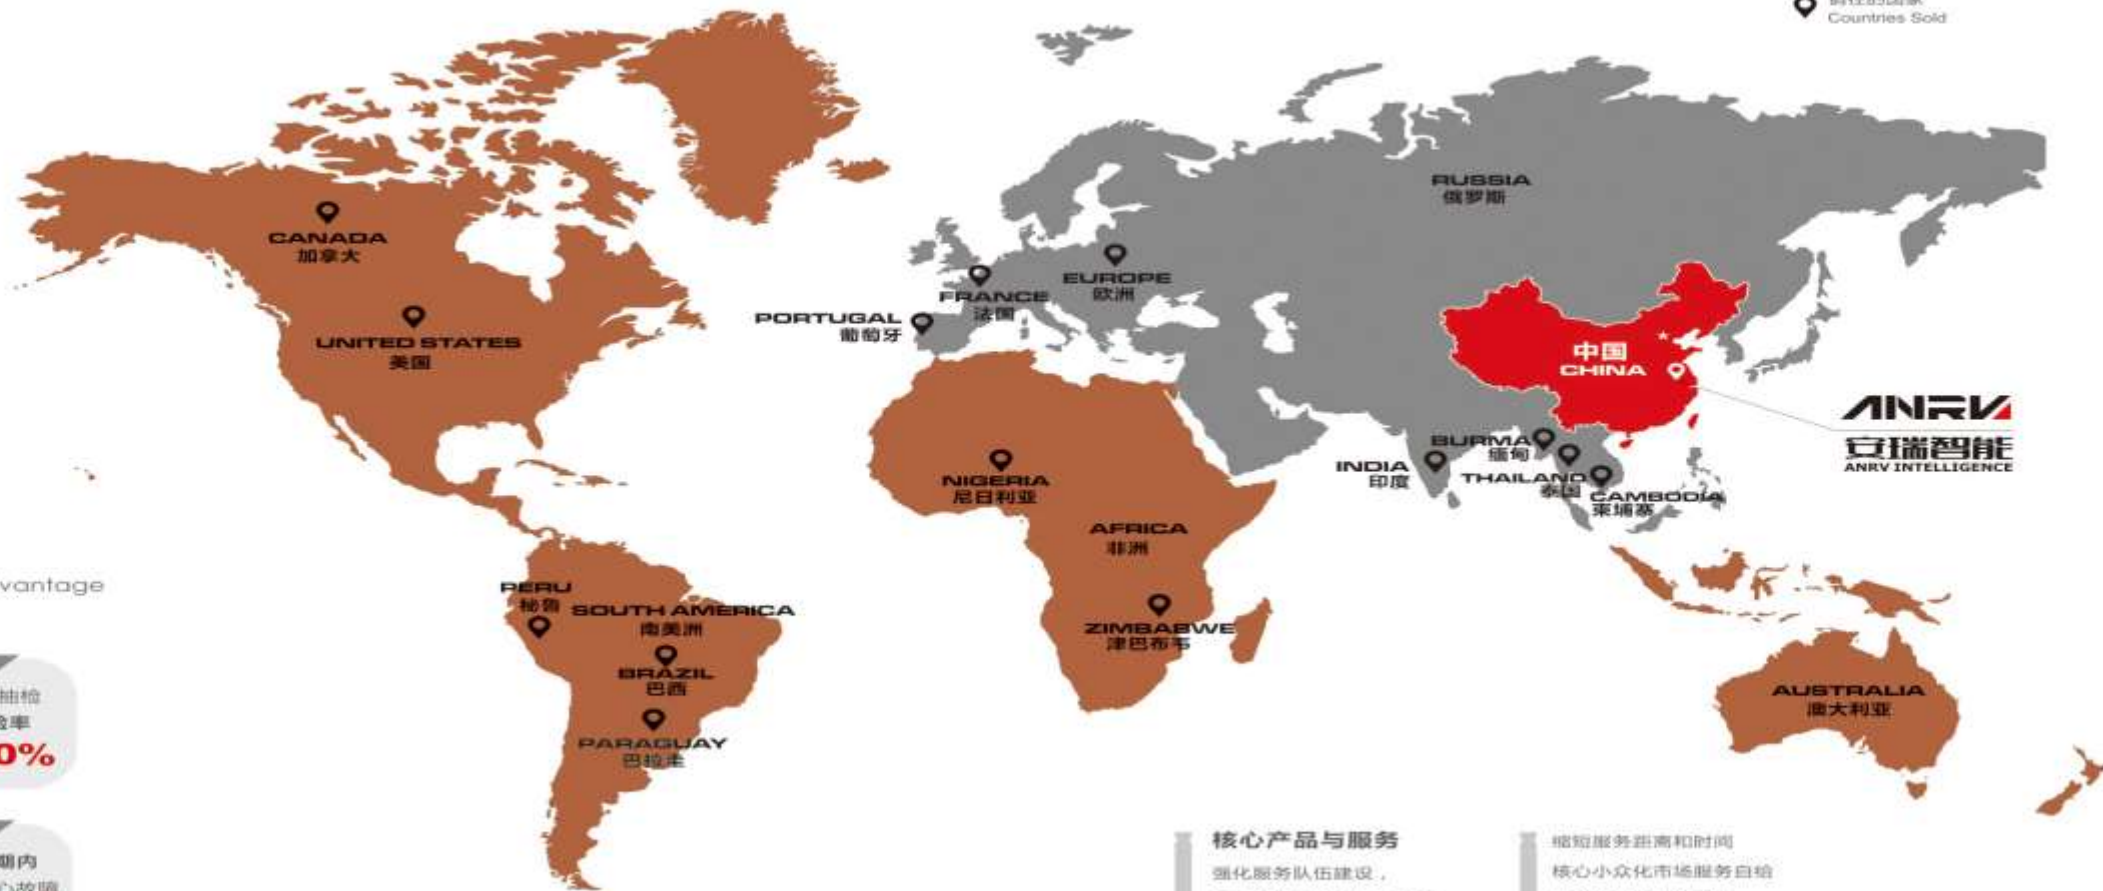 Countries Sold
RUSSIA
俄罗斯
CANADA
加拿大
EUROPE
欧洲
FRANCE
法国
PORTUGAL
葡萄牙
UNITED STATES
美国
中国
CHINA
ANRV
安瑞智能
ANRV INTELLIGENCE
BURMA
缅甸
INDIA
印度
THAILAND
泰国
CAMBODIA
柬埔寨
NIGERIA
尼日利亚
AFRICA
非洲
vantage
PERU
秘鲁
SOUTH AMERICA
南美洲
ZIMBABWE
津巴布韦
BRAZIL
巴西
AUSTRALIA
澳大利亚
PARAGUAY
巴拉圭
抽检
率
0%
期内
核心产品与服务
强化服务队伍建设，
缩短服务距离和时间
核心小众化市场服务自给